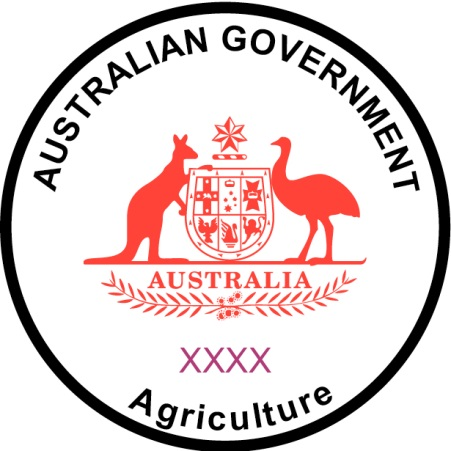 AUSTRALIAN GOVERNMENT
AUSTRALIA
XXXX
Agriculture